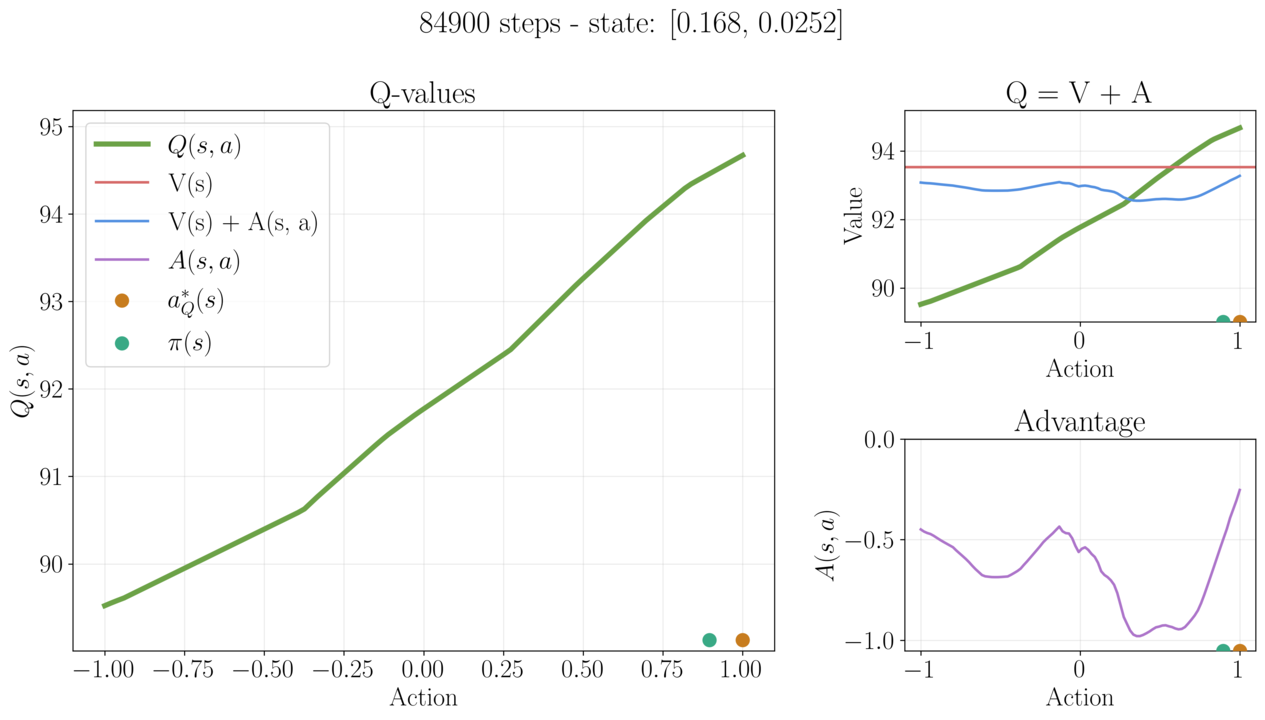 84900 steps - state: [0.168, 0.0252]
Q-values
95
94
93
92
91
90
Q(s, a)
Q(s, a)
V(s)
V(s) + A(s, a)
A(s, a)
a*Q(s)
π(s)
−1.00 −0.75 −0.50 −0.25 0.00 0.25 0.50 0.75 1.00
Action
Q = V + A
94
92
90
Value
−1 0 1
Action
Advantage
0.0
−0.5
−1.0
A(s, a)
−1 0 1
Action